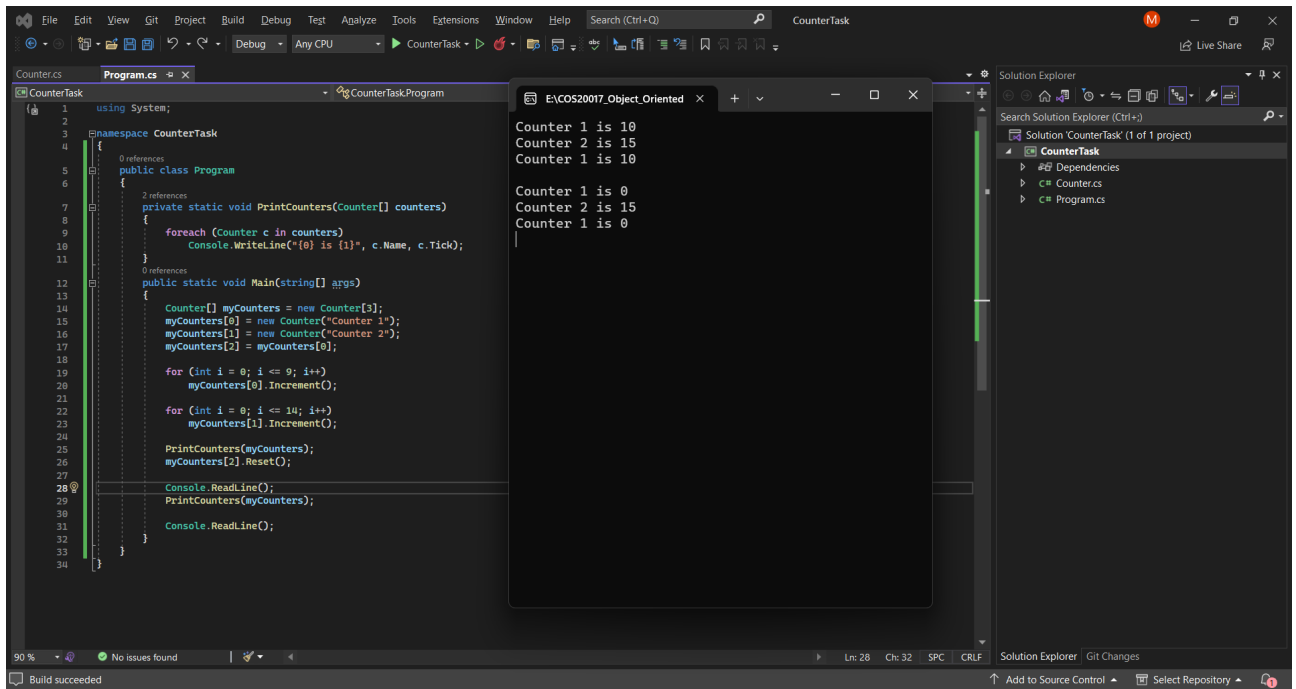 File Edit View Git Project Build Debug Test Analyze Tools Extensions Window Help Search (Ctrl+Q) CounterTask M
Debug Any CPU CounterTask Live Share
Counter.cs Program.cs
CounterTask CounterTask.Program
1 using System;
2
3 namespace CounterTask
4 {
0 references
5 public class Program
6 {
2 references
7 private static void PrintCounters(Counter[] counters)
8 {
9 foreach (Counter c in counters)
10 Console.WriteLine("{0} is {1}", c.Name, c.Tick);
11 }
0 references
12 public static void Main(string[] args)
13 {
14 Counter[] myCounters = new Counter[3];
15 myCounters[0] = new Counter("Counter 1");
16 myCounters[1] = new Counter("Counter 2");
17 myCounters[2] = myCounters[0];
18
19 for (int i = 0; i <= 9; i++)
20 myCounters[0].Increment();
21
22 for (int i = 0; i <= 14; i++)
23 myCounters[1].Increment();
24
25 PrintCounters(myCounters);
26 myCounters[2].Reset();
27
28 Console.ReadLine();
29 PrintCounters(myCounters);
30
31 Console.ReadLine();
32 }
33 }
34 }
E:\COS20017_Object_Oriented
Counter 1 is 10
Counter 2 is 15
Counter 1 is 10
Counter 1 is 0
Counter 2 is 15
Counter 1 is 0
Solution Explorer
Search Solution Explorer (Ctrl+;)
Solution 'CounterTask' (1 of 1 project)
CounterTask
Dependencies
C# Counter.cs
C# Program.cs
90 % No issues found Ln: 28 Ch: 32 SPC CRLF
Solution Explorer Git Changes
Build succeeded Add to Source Control Select Repository 1